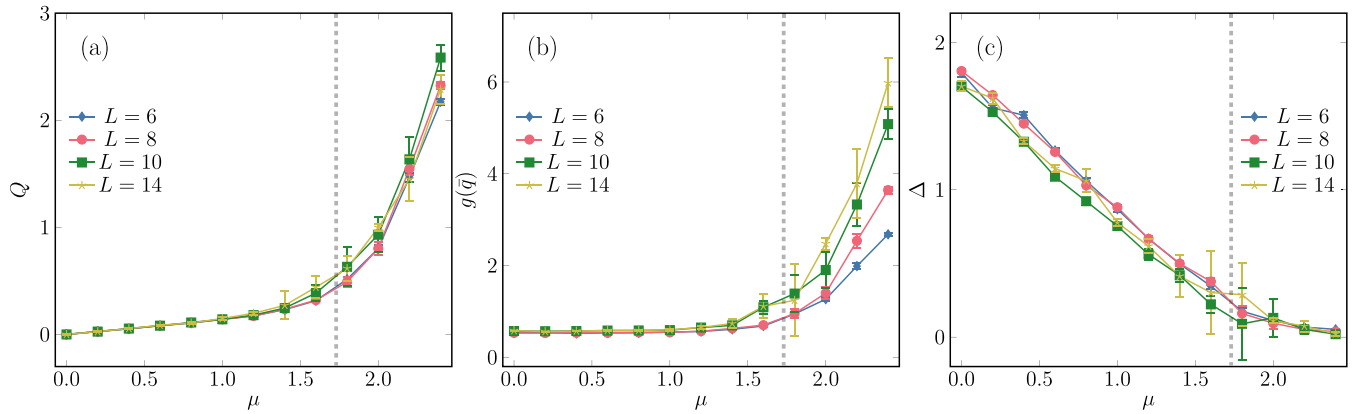 (a)
3
2
1
0
Q
L = 6
L = 8
L = 10
L = 14
0.0 0.5 1.0 1.5 2.0
μ
(b)
6
4
2
0
g(q̄)
L = 6
L = 8
L = 10
L = 14
0.0 0.5 1.0 1.5 2.0
μ
(c)
2
1
0
Δ
L = 6
L = 8
L = 10
L = 14
0.0 0.5 1.0 1.5 2.0
μ